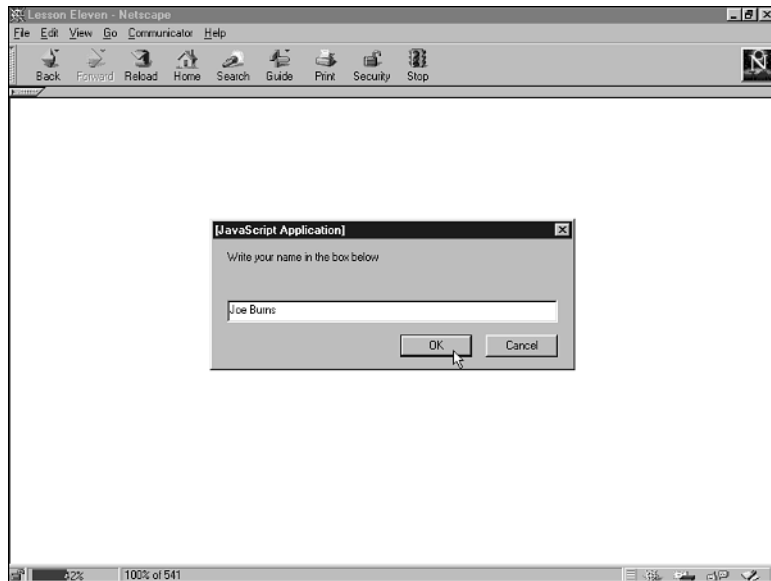 Lesson Eleven - Netscape
File Edit View Go Communicator Help
Back Forward Reload Home Search Guide Print Security Stop
N
[JavaScript Application]
Write your name in the box below
Joe Burns
OK Cancel
100% of 541